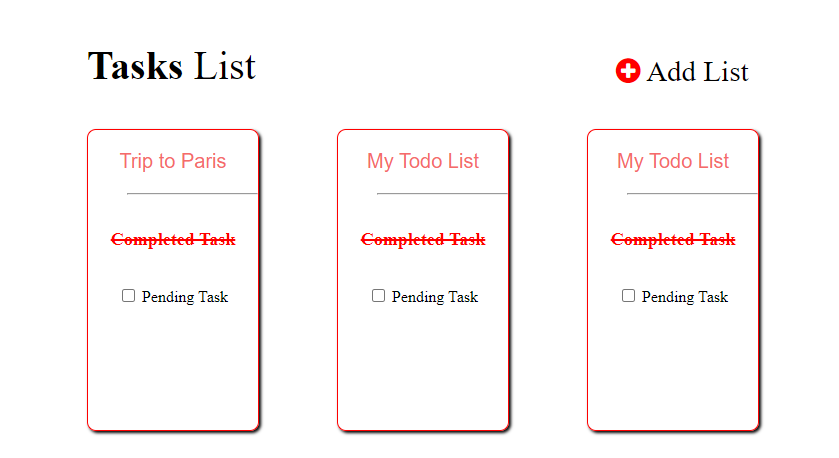 Tasks List
Add List
Trip to Paris
My Todo List
My Todo List
Completed Task
Completed Task
Completed Task
Pending Task
Pending Task
Pending Task